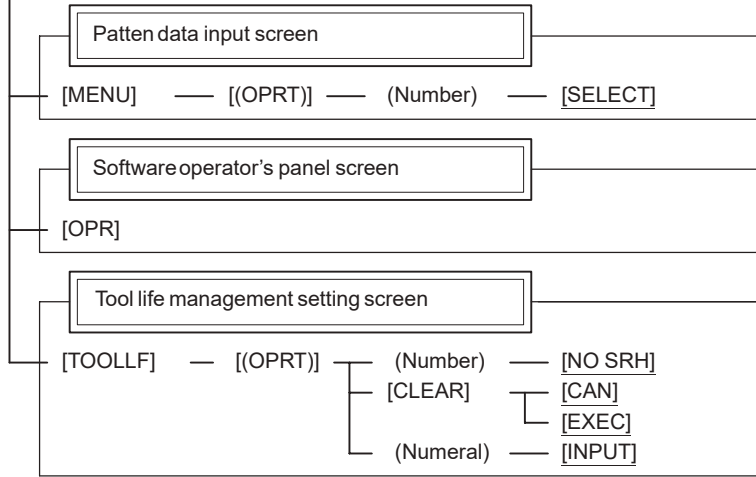 Patten data input screen
[MENU] [(OPRT)] (Number) [SELECT]
Software operator's panel screen
[OPR]
Tool life management setting screen
[TOOLLF] [(OPRT)] (Number) [NO SRH]
[CLEAR] [CAN]
[EXEC]
(Numeral) [INPUT]